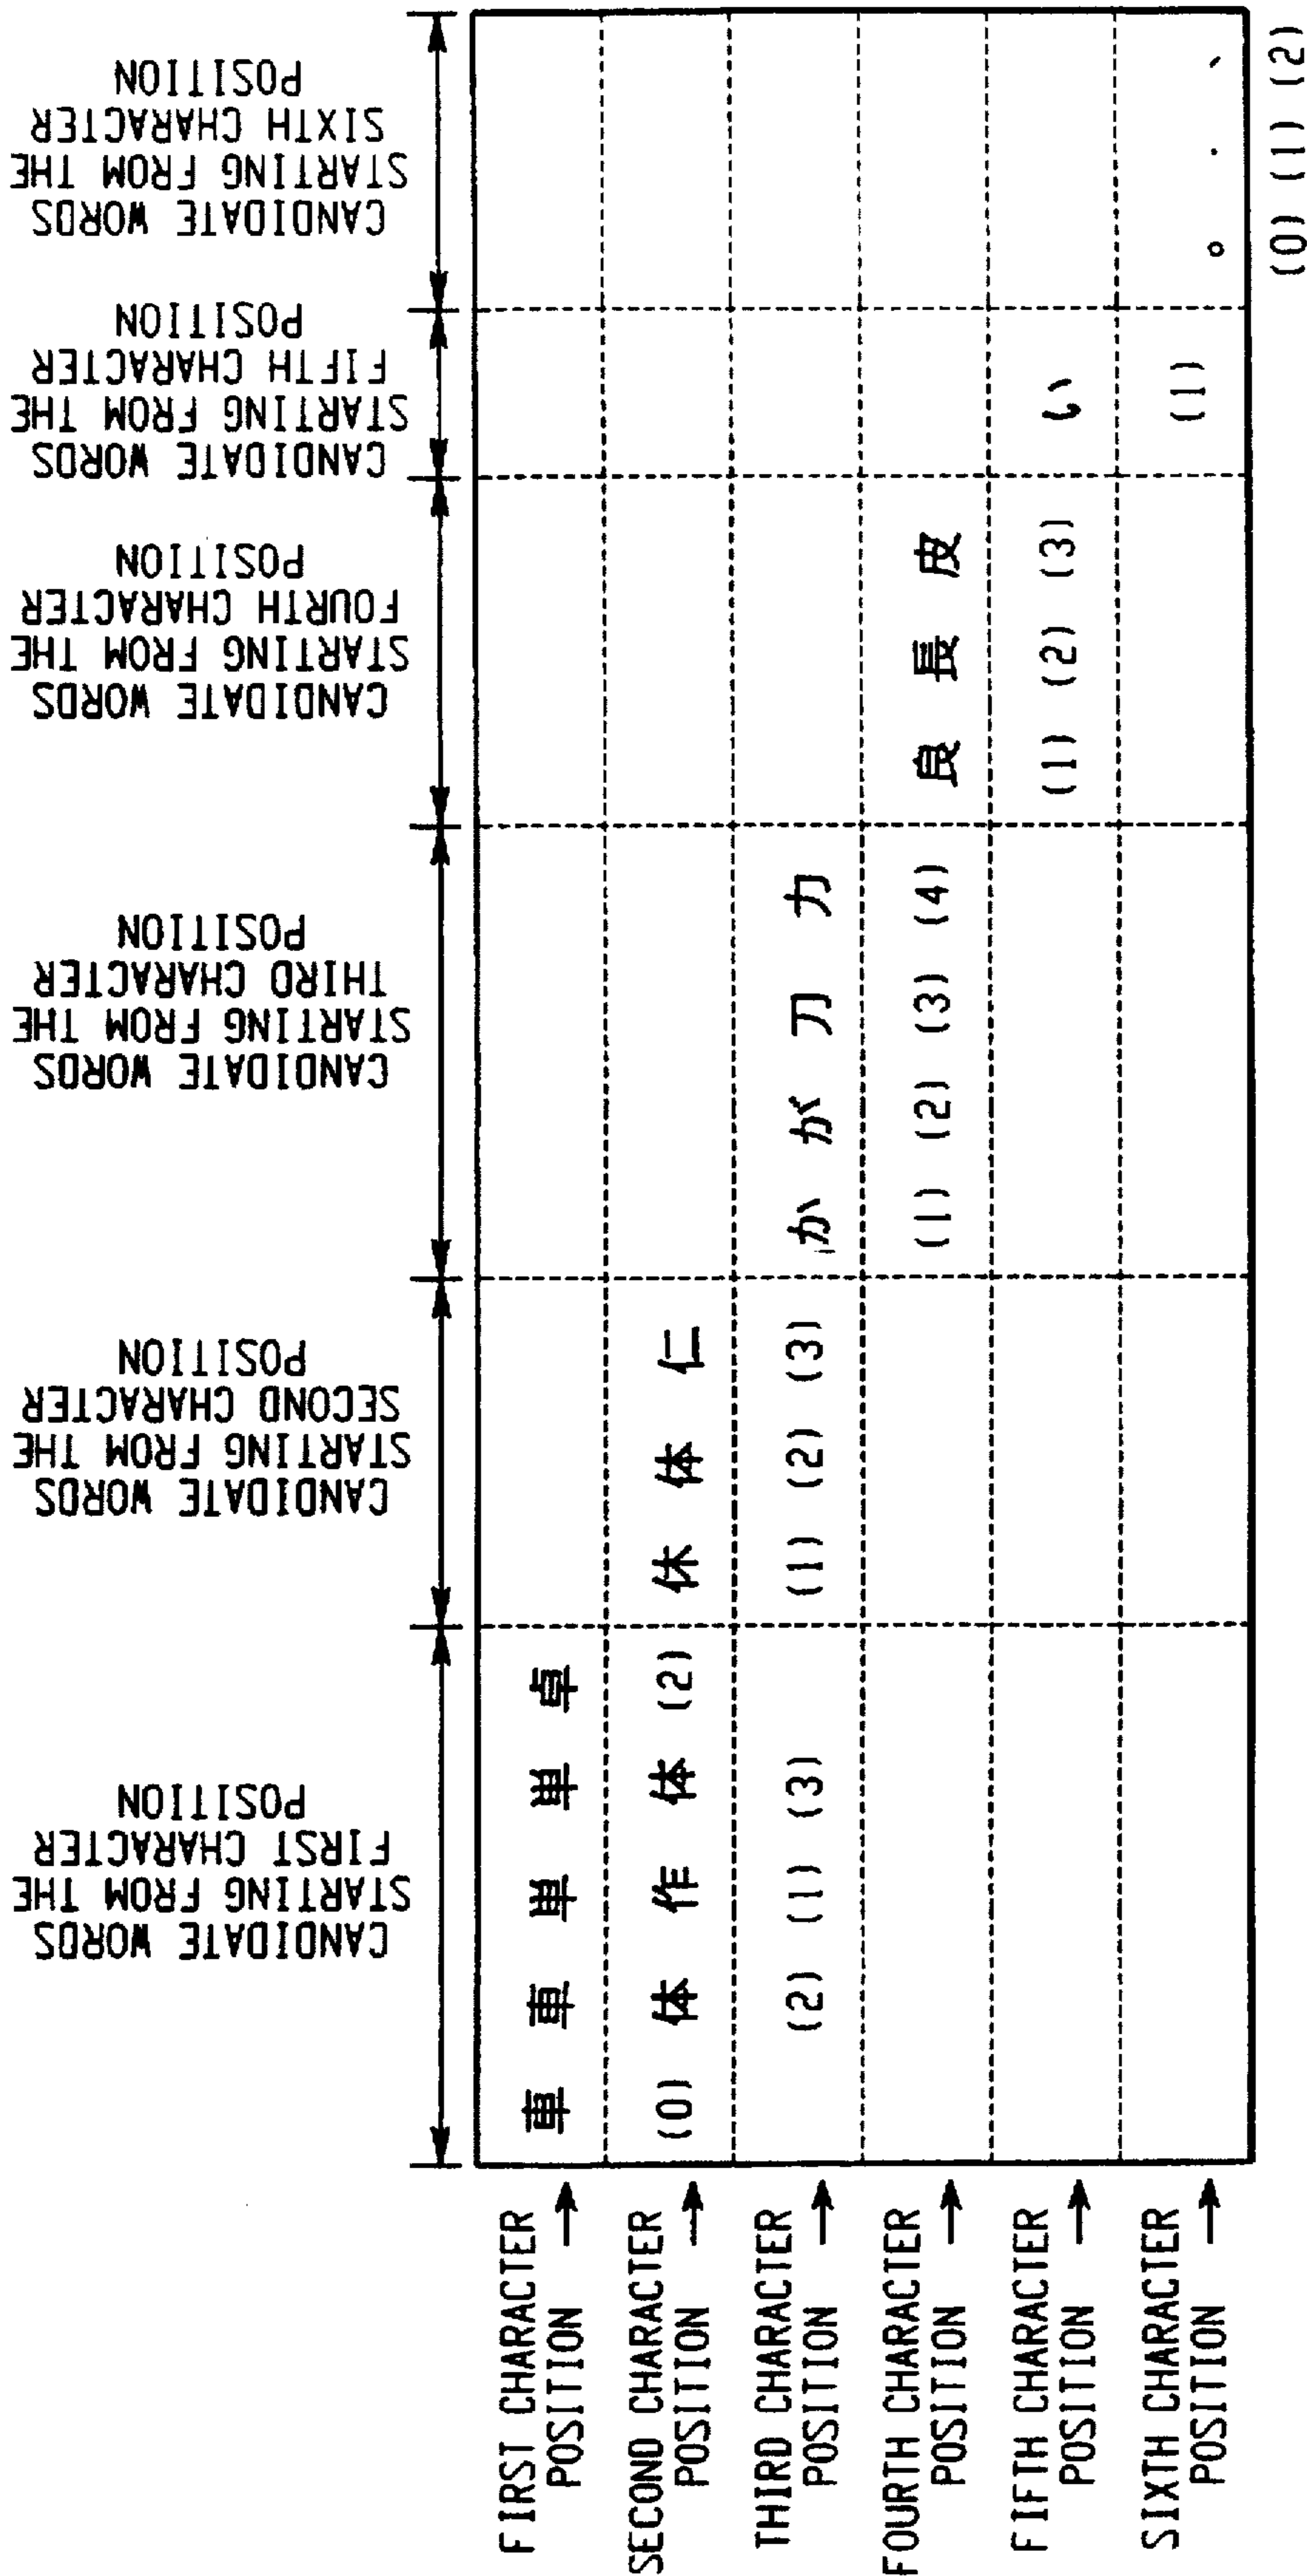 CANDIDATE WORDS
STARTING FROM THE
FIRST CHARACTER
POSITION
CANDIDATE WORDS
STARTING FROM THE
SECOND CHARACTER
POSITION
CANDIDATE WORDS
STARTING FROM THE
THIRD CHARACTER
POSITION
CANDIDATE WORDS
STARTING FROM THE
FOURTH CHARACTER
POSITION
CANDIDATE WORDS
STARTING FROM THE
FIFTH CHARACTER
POSITION
CANDIDATE WORDS
STARTING FROM THE
SIXTH CHARACTER
POSITION
FIRST CHARACTER
POSITION →
車 車 単 単 卓
SECOND CHARACTER
POSITION →
(0) 体 作 体 (2) 休 体 仁
THIRD CHARACTER
POSITION →
(2) (1) (3) (1) (2) (3) か が 刀 力
FOURTH CHARACTER
POSITION →
(1) (2) (3) (4) 良 長 皮
FIFTH CHARACTER
POSITION →
(1) (2) (3) い
SIXTH CHARACTER
POSITION →
(1) 。 . 、
(0) (1) (2)